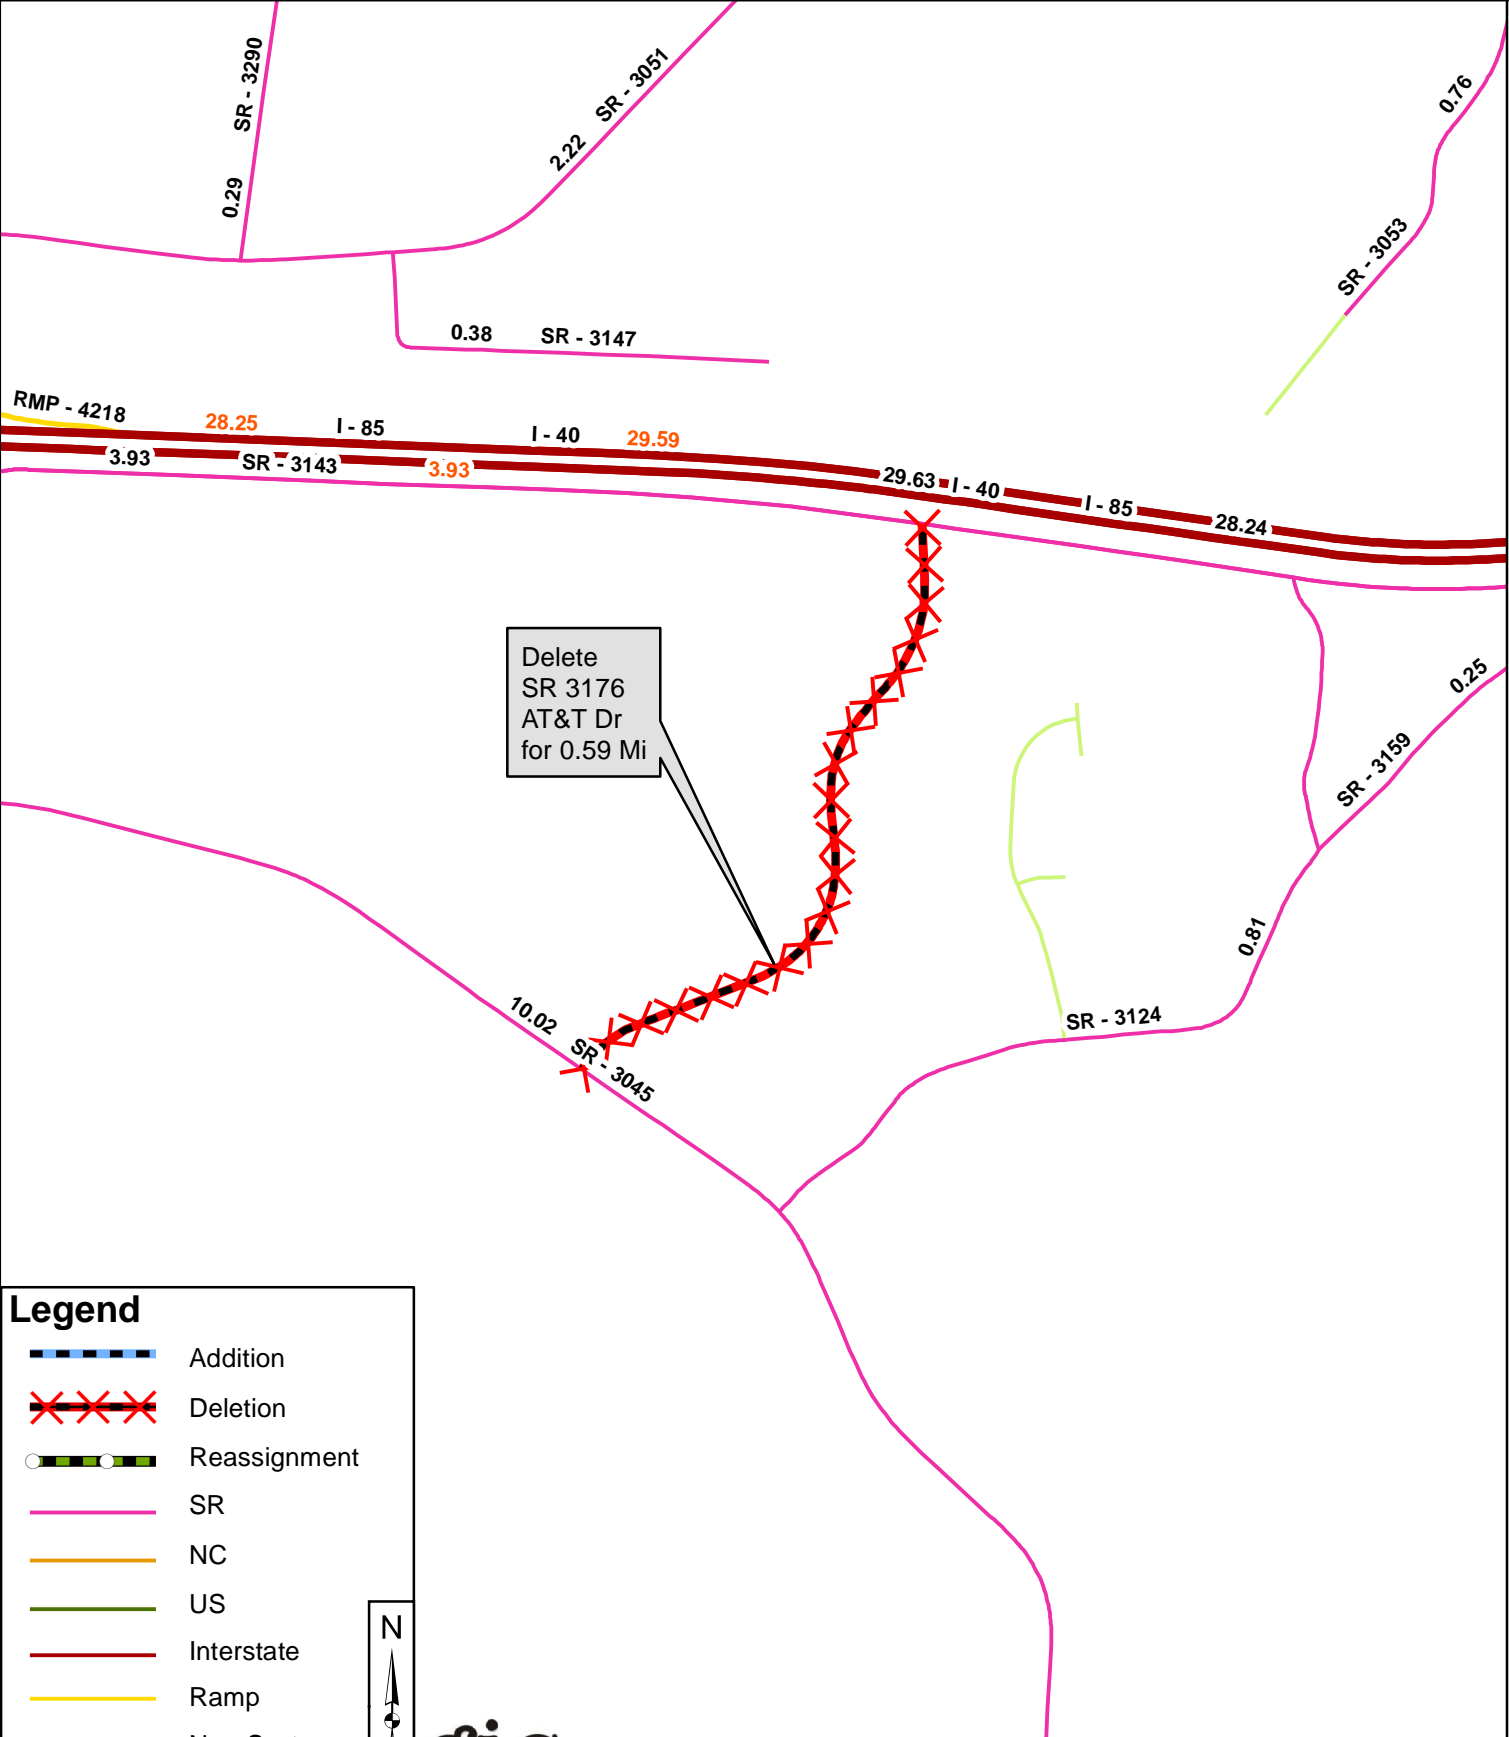 SR - 3290
0.29
SR - 3051
2.22
0.76
SR - 3053
0.38 SR - 3147
RMP - 4218
28.25 I - 85 I - 40 29.59
3.93 SR - 3143 3.93
29.63 I - 40 I - 85 28.24
Delete
SR 3176
AT&T Dr
for 0.59 Mi
0.25
SR - 3159
0.81
SR - 3124
10.02
SR - 3045
Legend
Addition
Deletion
Reassignment
SR
NC
US
Interstate
Ramp
N